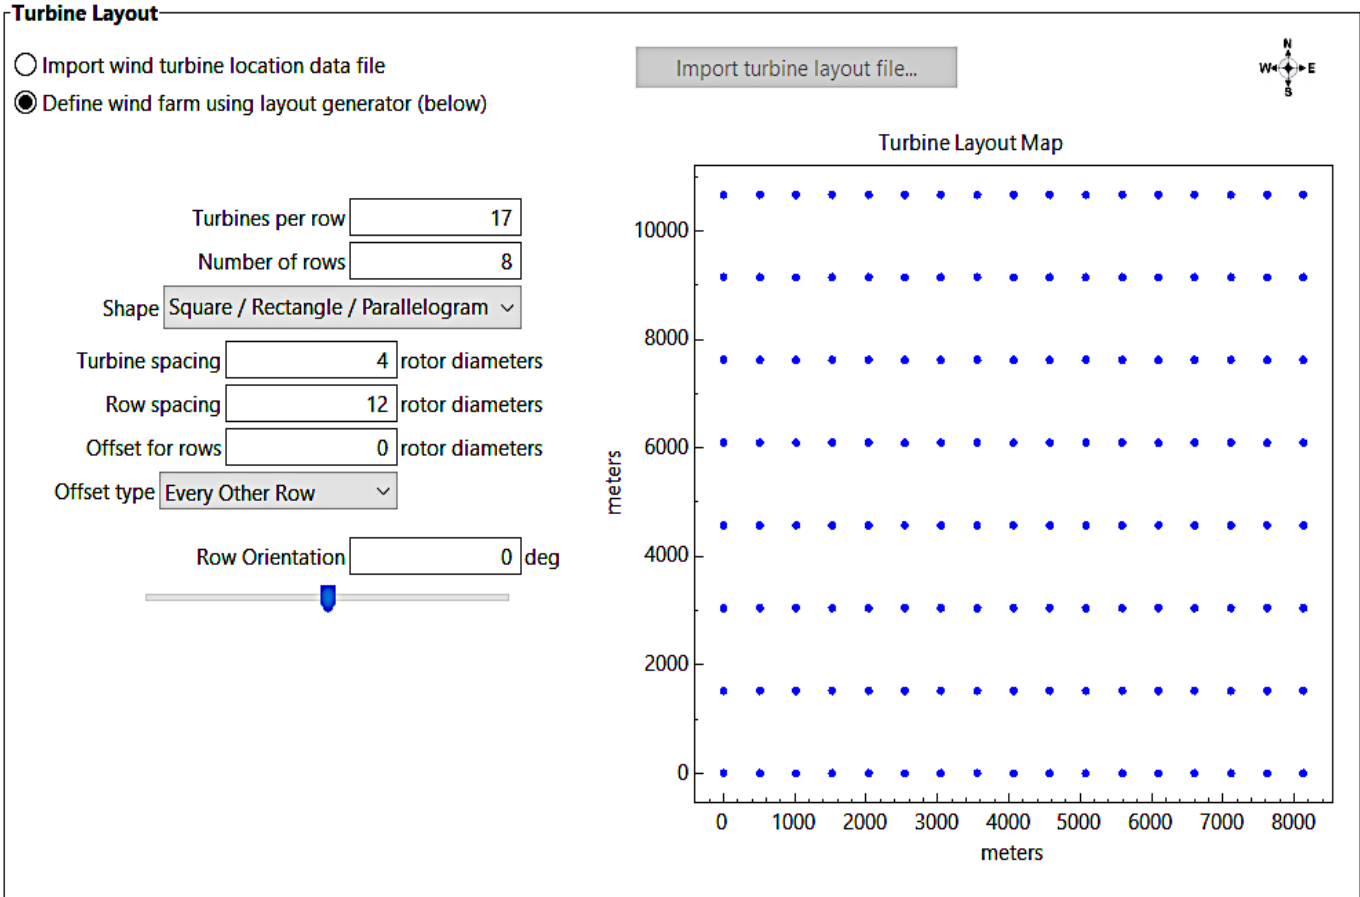 Turbine Layout
Import wind turbine location data file
Define wind farm using layout generator (below)
Import turbine layout file...
N
W E
S
Turbines per row 17
Number of rows 8
Shape Square / Rectangle / Parallelogram
Turbine spacing 4 rotor diameters
Row spacing 12 rotor diameters
Offset for rows 0 rotor diameters
Offset type Every Other Row
Row Orientation 0 deg
Turbine Layout Map
10000
8000
6000
4000
2000
0
meters
0 1000 2000 3000 4000 5000 6000 7000 8000
meters